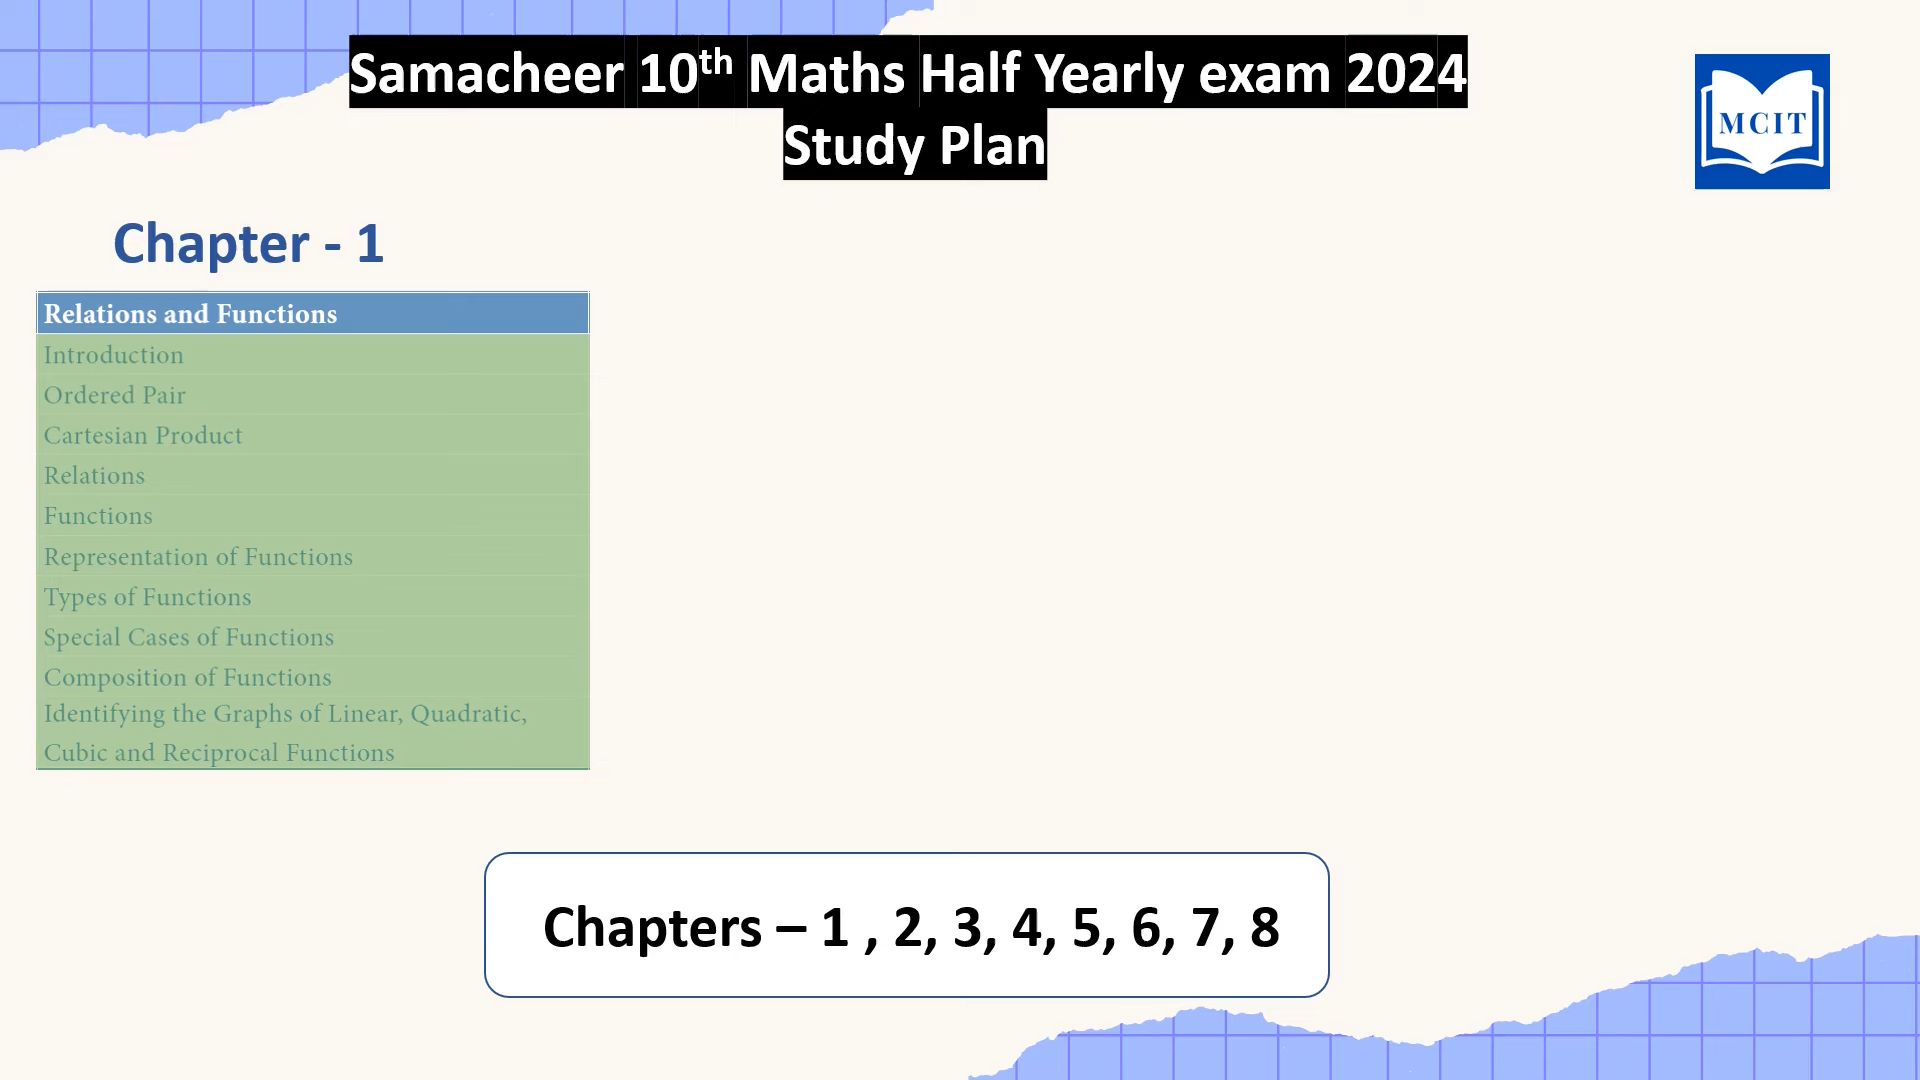 Samacheer 10th Maths Half Yearly exam 2024
Study Plan
MCIT
Chapter - 1
Relations and Functions
Introduction
Ordered Pair
Cartesian Product
Relations
Functions
Representation of Functions
Types of Functions
Special Cases of Functions
Composition of Functions
Identifying the Graphs of Linear, Quadratic,
Cubic and Reciprocal Functions
Chapters – 1 , 2, 3, 4, 5, 6, 7, 8